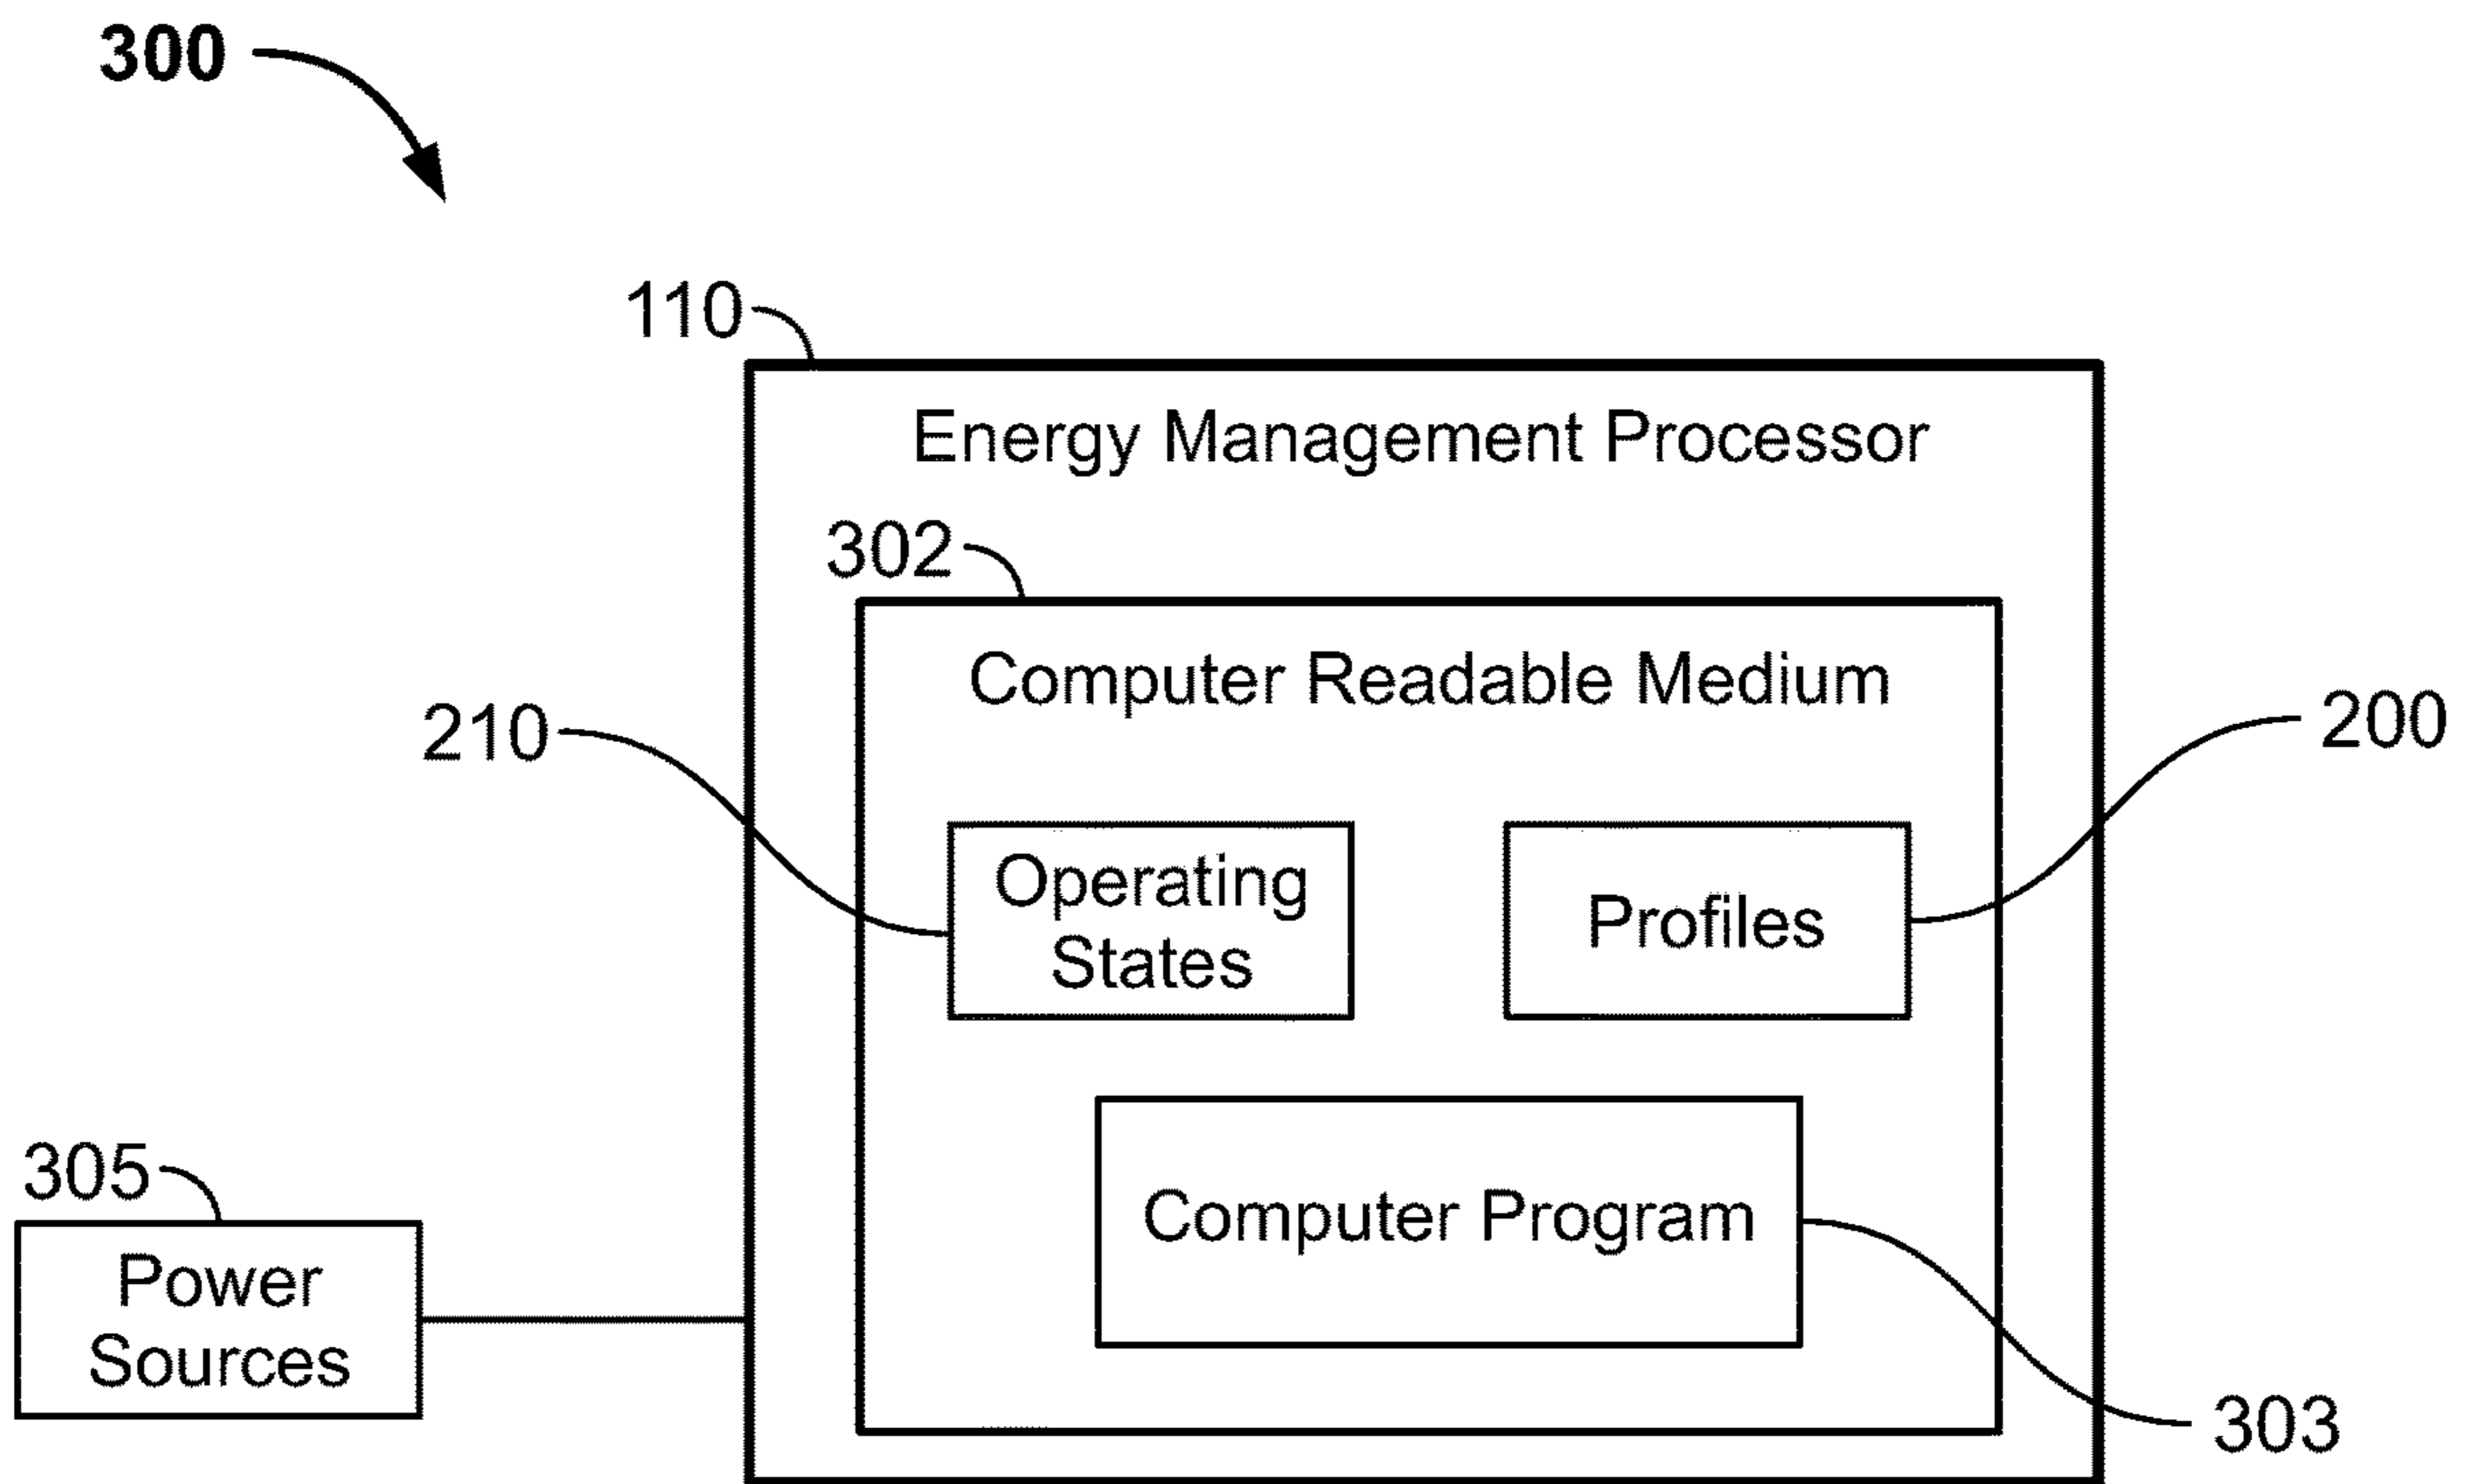 300
110
Energy Management Processor
302
Computer Readable Medium
210
200
Operating
States
Profiles
Computer Program
305
Power
Sources
303